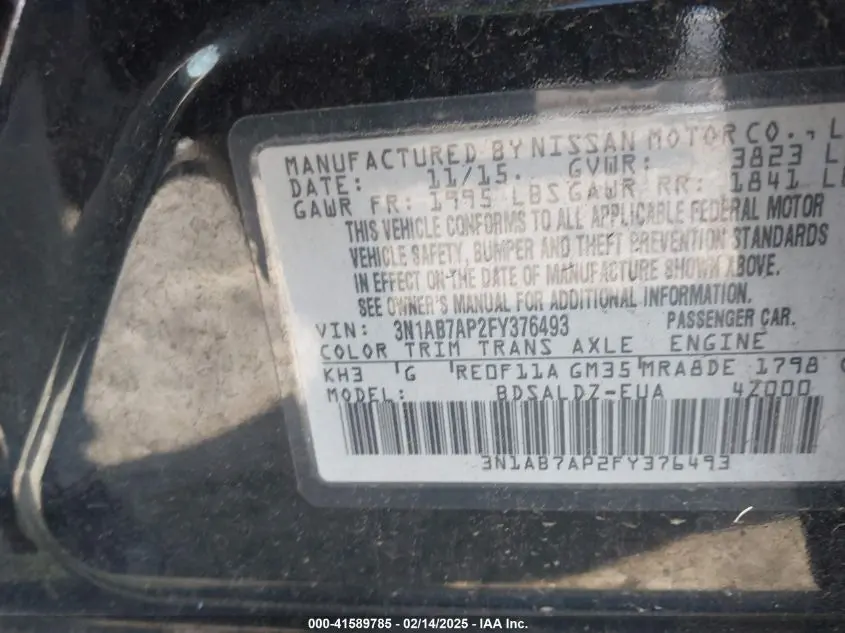 MANUFACTURED BY NISSAN MOTOR CO., L
DATE: 11/15. GVWR: 3823 L
GAWR FR: 1995 LBS GAWR RR: 1841 LB
THIS VEHICLE CONFORMS TO ALL APPLICABLE FEDERAL MOTOR
VEHICLE SAFETY, BUMPER AND THEFT PREVENTION STANDARDS
IN EFFECT ON THE DATE OF MANUFACTURE SHOWN ABOVE.
SEE OWNER'S MANUAL FOR ADDITIONAL INFORMATION.
VIN: 3N1AB7AP2FY376493 PASSENGER CAR.
COLOR TRIM TRANS AXLE ENGINE
KH3 G RE0F11A GM35 MRA8DE 1798
MODEL: BDSALDZ-EUA 4Z000
3N1AB7AP2FY376493
000-41589785 - 02/14/2025 - IAA Inc.